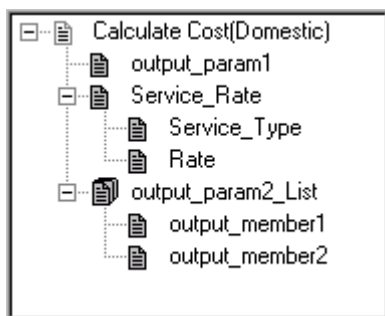 Calculate Cost(Domestic)
output_param1
Service_Rate
Service_Type
Rate
output_param2_List
output_member1
output_member2